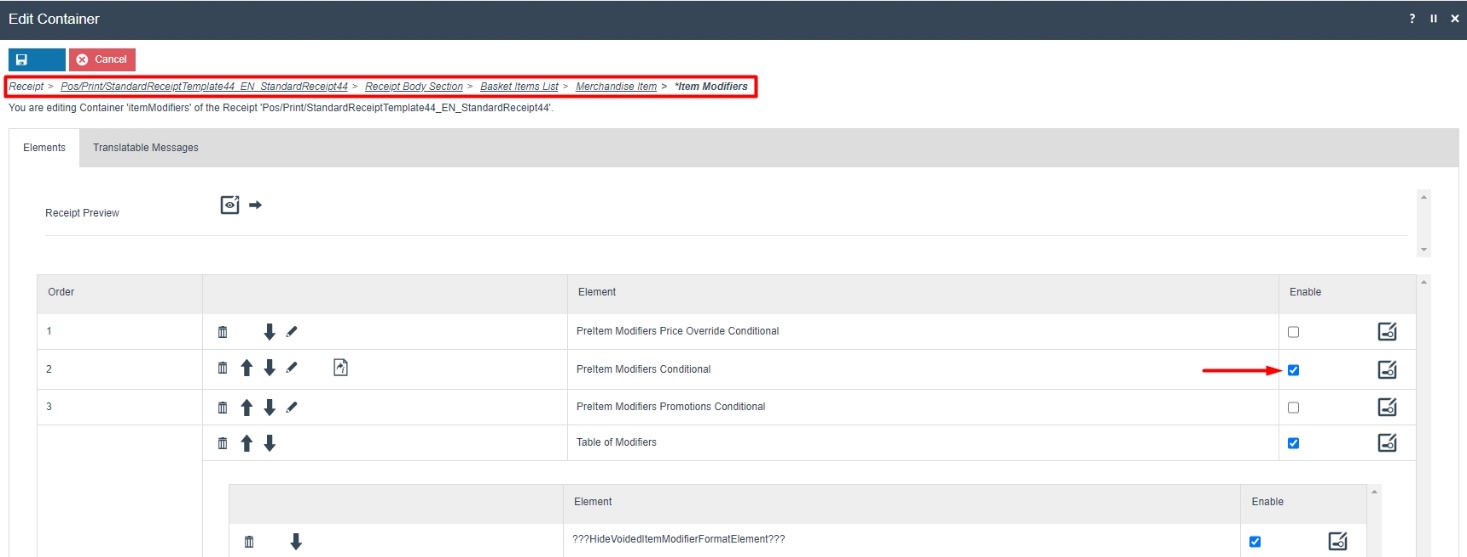 Edit Container
?
Cancel
Receipt > Pos/Print/StandardReceiptTemplate44_EN_StandardReceipt44 > Receipt Body Section > Basket Items List > Merchandise Item > *Item Modifiers
You are editing Container 'itemModifiers' of the Receipt 'Pos/Print/StandardReceiptTemplate44_EN_StandardReceipt44'.
Elements Translatable Messages
Receipt Preview
Order Element Enable
1 PreItem Modifiers Price Override Conditional
2 PreItem Modifiers Conditional
3 PreItem Modifiers Promotions Conditional
Table of Modifiers
Element Enable
???HideVoidedItemModifierFormatElement???